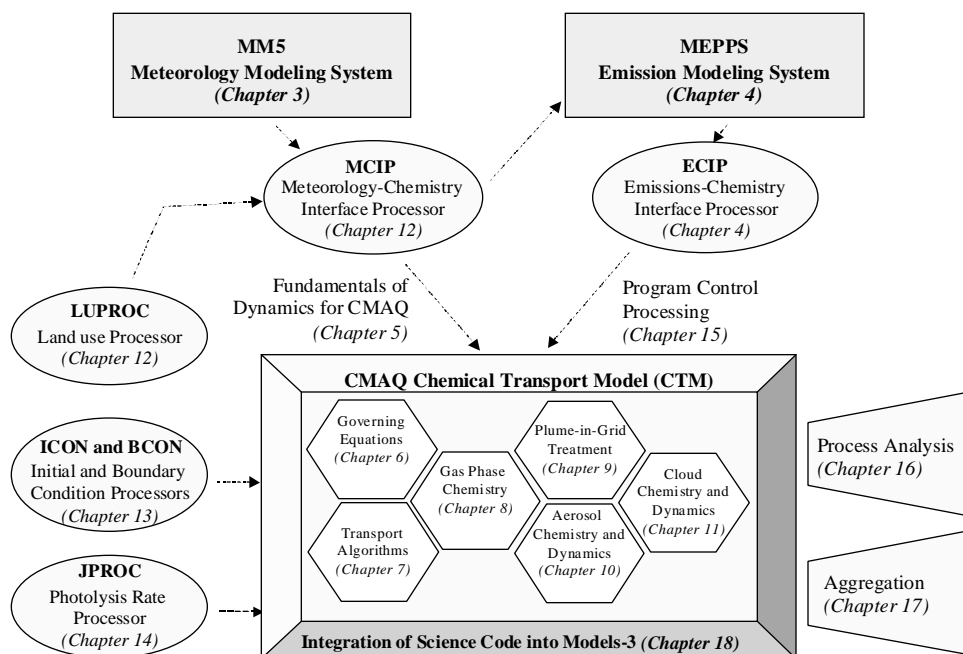 MM5
Meteorology Modeling System
(Chapter 3)
MEPPS
Emission Modeling System
(Chapter 4)
MCIP
Meteorology-Chemistry
Interface Processor
(Chapter 12)
ECIP
Emissions-Chemistry
Interface Processor
(Chapter 4)
LUPROC
Land use Processor
(Chapter 12)
Fundamentals of
Dynamics for CMAQ
(Chapter 5)
Program Control
Processing
(Chapter 15)
CMAQ Chemical Transport Model (CTM)
ICON and BCON
Initial and Boundary
Condition Processors
(Chapter 13)
JPROC
Photolysis Rate
Processor
(Chapter 14)
Governing
Equations
(Chapter 6)
Transport
Algorithms
(Chapter 7)
Gas Phase
Chemistry
(Chapter 8)
Plume-in-Grid
Treatment
(Chapter 9)
Aerosol
Chemistry and
Dynamics
(Chapter 10)
Cloud
Chemistry and
Dynamics
(Chapter 11)
Integration of Science Code into Models-3 (Chapter 18)
Process Analysis
(Chapter 16)
Aggregation
(Chapter 17)